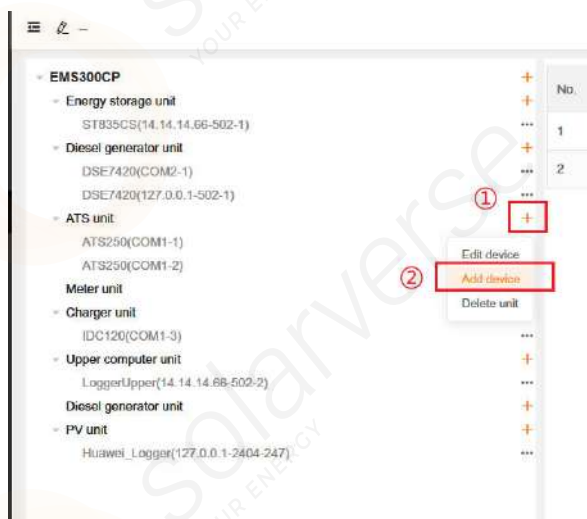 EMS300CP
Energy storage unit
ST835CS(14.14.14.66-502-1)
Diesel generator unit
DSE7420(COM2-1)
DSE7420(127.0.0.1-502-1)
ATS unit
ATS250(COM1-1)
ATS250(COM1-2)
Meter unit
Charger unit
IDC120(COM1-3)
Upper computer unit
LoggerUpper(14.14.14.66-502-2)
Diesel generator unit
PV unit
Huawei_Logger(127.0.0.1-2404-247)
①
Edit device
② Add device
Delete unit
No.
1
2
solarverse
YOUR ENERGY